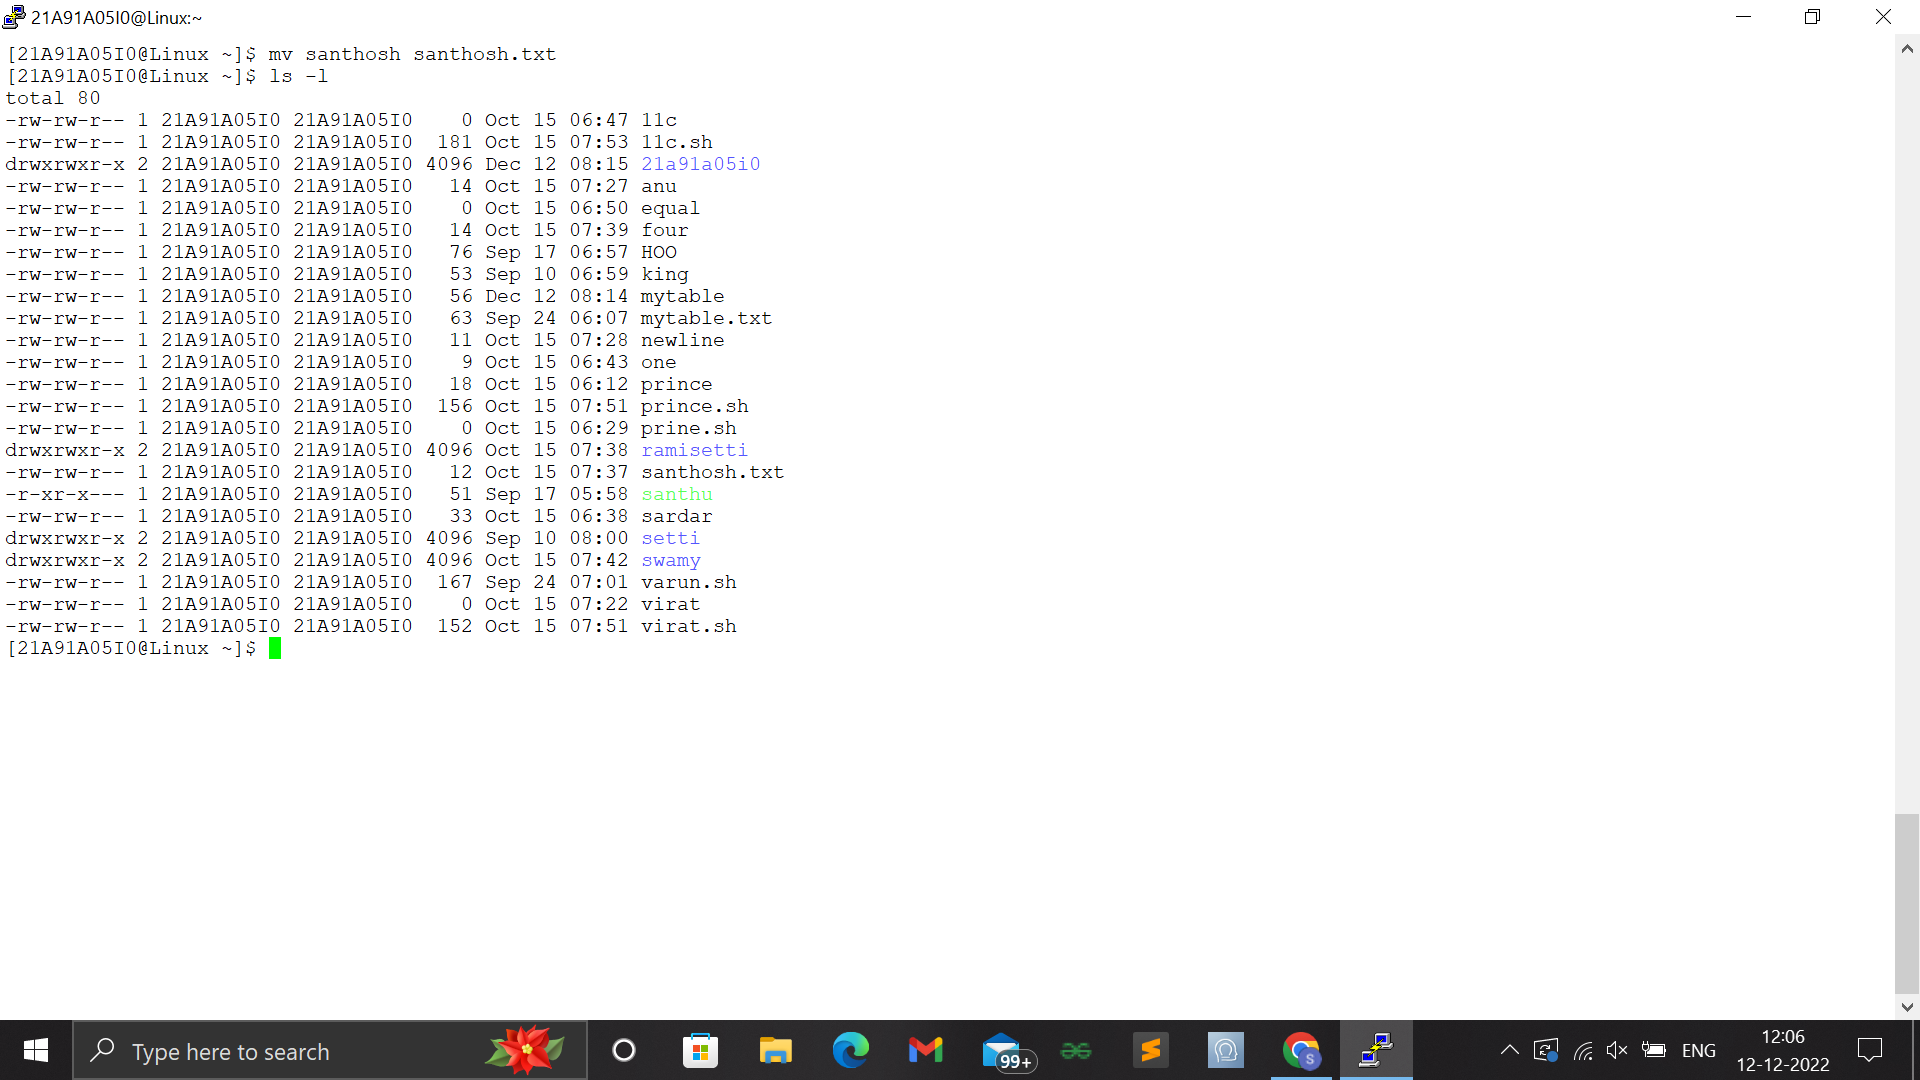 21A91A05I0@Linux:~
[21A91A05I0@Linux ~]$ mv santhosh santhosh.txt
[21A91A05I0@Linux ~]$ ls -l
total 80
-rw-rw-r-- 1 21A91A05I0 21A91A05I0    0 Oct 15 06:47 11c
-rw-rw-r-- 1 21A91A05I0 21A91A05I0  181 Oct 15 07:53 11c.sh
drwxrwxr-x 2 21A91A05I0 21A91A05I0 4096 Dec 12 08:15 21a91a05i0
-rw-rw-r-- 1 21A91A05I0 21A91A05I0   14 Oct 15 07:27 anu
-rw-rw-r-- 1 21A91A05I0 21A91A05I0    0 Oct 15 06:50 equal
-rw-rw-r-- 1 21A91A05I0 21A91A05I0   14 Oct 15 07:39 four
-rw-rw-r-- 1 21A91A05I0 21A91A05I0   76 Sep 17 06:57 HOO
-rw-rw-r-- 1 21A91A05I0 21A91A05I0   53 Sep 10 06:59 king
-rw-rw-r-- 1 21A91A05I0 21A91A05I0   56 Dec 12 08:14 mytable
-rw-rw-r-- 1 21A91A05I0 21A91A05I0   63 Sep 24 06:07 mytable.txt
-rw-rw-r-- 1 21A91A05I0 21A91A05I0   11 Oct 15 07:28 newline
-rw-rw-r-- 1 21A91A05I0 21A91A05I0    9 Oct 15 06:43 one
-rw-rw-r-- 1 21A91A05I0 21A91A05I0   18 Oct 15 06:12 prince
-rw-rw-r-- 1 21A91A05I0 21A91A05I0  156 Oct 15 07:51 prince.sh
-rw-rw-r-- 1 21A91A05I0 21A91A05I0    0 Oct 15 06:29 prine.sh
drwxrwxr-x 2 21A91A05I0 21A91A05I0 4096 Oct 15 07:38 ramisetti
-rw-rw-r-- 1 21A91A05I0 21A91A05I0   12 Oct 15 07:37 santhosh.txt
-r-xr-x--- 1 21A91A05I0 21A91A05I0   51 Sep 17 05:58 santhu
-rw-rw-r-- 1 21A91A05I0 21A91A05I0   33 Oct 15 06:38 sardar
drwxrwxr-x 2 21A91A05I0 21A91A05I0 4096 Sep 10 08:00 setti
drwxrwxr-x 2 21A91A05I0 21A91A05I0 4096 Oct 15 07:42 swamy
-rw-rw-r-- 1 21A91A05I0 21A91A05I0  167 Sep 24 07:01 varun.sh
-rw-rw-r-- 1 21A91A05I0 21A91A05I0    0 Oct 15 07:22 virat
-rw-rw-r-- 1 21A91A05I0 21A91A05I0  152 Oct 15 07:51 virat.sh
[21A91A05I0@Linux ~]$
Type here to search
99+
S
ENG
12:06
12-12-2022